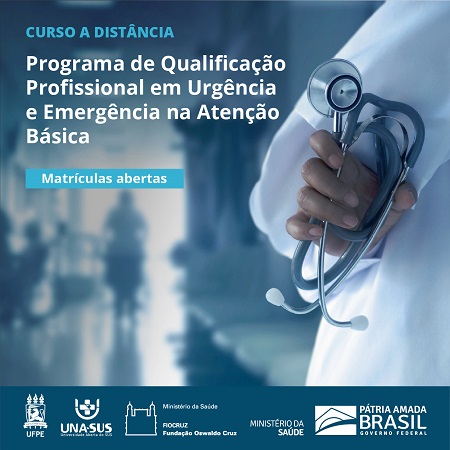 CURSO A DISTÂNCIA
Programa de Qualificação
Profissional em Urgência
e Emergência na Atenção
Básica
Matrículas abertas
UFPE
UNA-SUS
Universidade Aberta do SUS
Ministério da Saúde
FIOCRUZ
Fundação Oswaldo Cruz
MINISTÉRIO DA
SAÚDE
PÁTRIA AMADA
BRASIL
GOVERNO FEDERAL